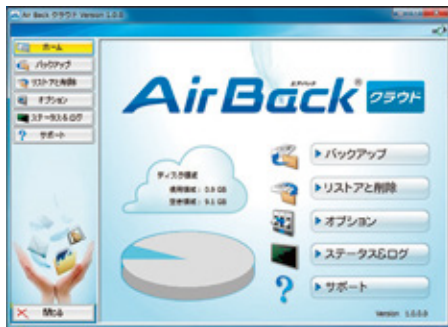 Air Back クラウド Version 1.0.0
ホーム
バックアップ
リストアと削除
オプション
ステータス&ログ
サポート
閉じる
エアーバック
Air Back® クラウド
ディスク領域
使用領域: 0.9 GB
空き領域: 9.1 GB
バックアップ
リストアと削除
オプション
ステータス&ログ
サポート
Version 1.0.0.0